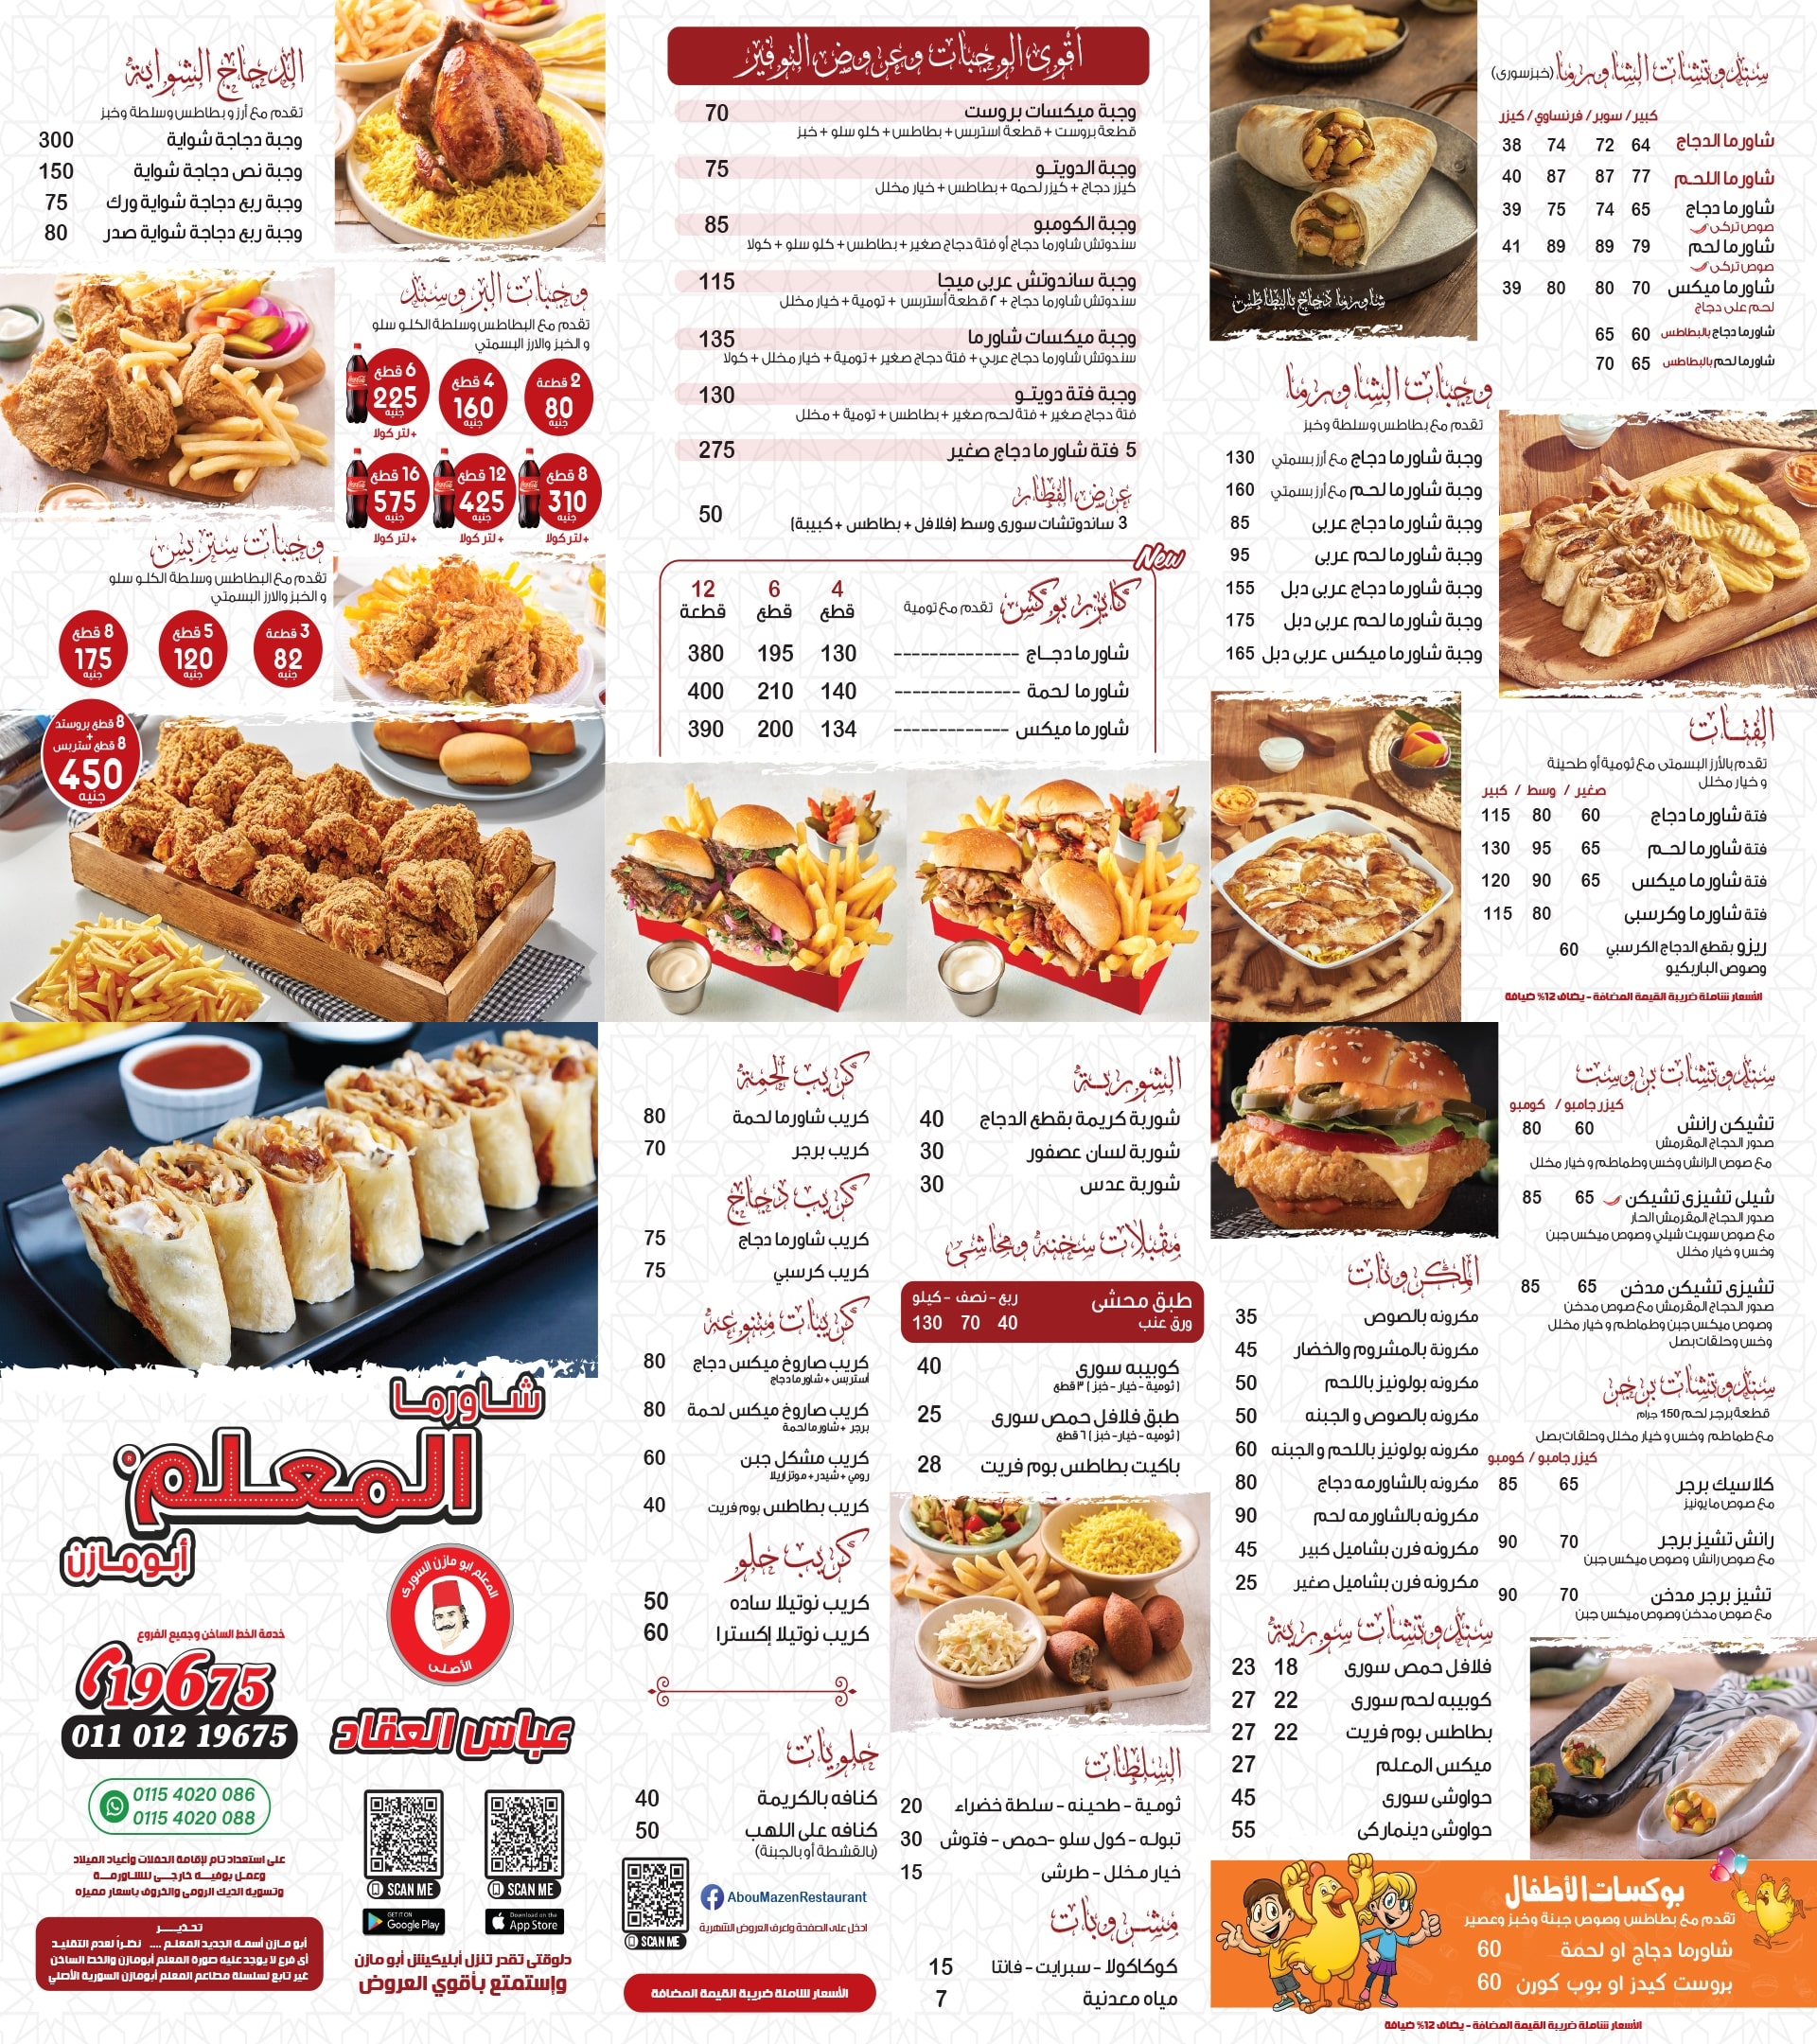 سندوتشات الشاورما (خبز سوري)
كبير / سوبر / فرنساوي / كيزر
شاورما الدجاج 64 72 74 38
شاورما اللحم 77 87 87 40
شاورما دجاج 65 74 75 39
صوص تركى
شاورما لحم 79 89 89 41
صوص تركى
شاورما ميكس 70 80 80 39
لحم على دجاج
شاورما دجاج بالبطاطس 60 65
شاورما لحم بالبطاطس 65 70
شاورما دجاج بالبطاطس
وجبات الشاورما
تقدم مع بطاطس وسلطة وخبز
وجبة شاورما دجاج مع أرز بسمتي 130
وجبة شاورما لحم مع أرز بسمتي 160
وجبة شاورما دجاج عربى 85
وجبة شاورما لحم عربى 95
وجبة شاورما دجاج عربى دبل 155
وجبة شاورما لحم عربى دبل 175
وجبة شاورما ميكس عربى دبل 165
الفتات
تقدم بالأرز البسمتى مع ثومية أو طحينة
و خيار مخلل
صغير / وسط / كبير
فتة شاورما دجاج 60 80 115
فتة شاورما لحم 65 95 130
فتة شاورما ميكس 65 90 120
فتة شاورما وكرسبى 80 115
ريزو بقطع الدجاج الكرسبي 60
وصوص الباربكيو
الأسعار شاملة ضريبة القيمة المضافة - يضاف 12% ضيافة
أقوى الوجبات وعروض التوفير
وجبة ميكسات بروست 70
قطعة بروست + قطعة استربس + بطاطس + كلو سلو + خبز
وجبة الدويتو 75
كيزر دجاج + كيزر لحمه + بطاطس + خيار مخلل
وجبة الكومبو 85
سندوتش شاورما دجاج أو فتة دجاج صغير + بطاطس + كلو سلو + كولا
وجبة ساندوتش عربى ميجا 115
سندوتش شاورما دجاج + ٢ قطعة أستربس + تومية + خيار مخلل
وجبة ميكسات شاورما 135
سندوتش شاورما دجاج عربي + فتة دجاج صغير + تومية + خيار مخلل + كولا
وجبة فتة دويتو 130
فتة دجاج صغير + فتة لحم صغير + بطاطس + تومية + مخلل
5 فتة شاورما دجاج صغير 275
عرض الفطار
3 ساندوتشات سورى وسط (فلافل + بطاطس + كبيبة) 50
New
كايزر بوكس تقدم مع تومية
4 قطع 6 قطع 12 قطعة
شاورما دجاج -------------- 130 195 380
شاورما لحمة -------------- 140 210 400
شاورما ميكس ------------- 134 200 390
الدجاج الشواية
تقدم مع أرز و بطاطس وسلطة وخبز
وجبة دجاجة شواية 300
وجبة نص دجاجة شواية 150
وجبة ربع دجاجة شواية ورك 75
وجبة ربع دجاجة شواية صدر 80
وجبات البروستد
تقدم مع البطاطس وسلطة الكلو سلو
و الخبز والارز البسمتي
2 قطعة
80
جنيه
4 قطع
160
جنيه
6 قطع
225
جنيه
+ لتر كولا
8 قطع
310
جنيه
+ لتر كولا
12 قطع
425
جنيه
+ لتر كولا
16 قطع
575
جنيه
+ لتر كولا
وجبات ستربس
تقدم مع البطاطس وسلطة الكلو سلو
و الخبز والارز البسمتي
3 قطعة
82
جنيه
5 قطع
120
جنيه
8 قطع
175
جنيه
8 قطع بروستد
+
8 قطع ستربس
450
جنيه
سندوتشات بروست
كيزر جامبو / كومبو
تشيكن رانش 60 80
صدور الدجاج المقرمش
مع صوص الرانش وخس وطماطم و خيار مخلل
شيلى تشيزى تشيكن 65 85
صدور الدجاج المقرمش الحار
مع صوص سويت شيلي وصوص ميكس جبن
وخس و خيار مخلل
تشيزى تشيكن مدخن 65 85
صدور الدجاج المقرمش مع صوص مدخن
وصوص ميكس جبن وطماطم و خيار مخلل
وخس وحلقات بصل
سندوتشات برجر
قطعة برجر لحم 150 جرام
مع طماطم وخس و خيار مخلل وحلقات بصل
كيزر جامبو / كومبو
كلاسيك برجر 65 85
مع صوص مايونيز
رانش تشيز برجر 70 90
مع صوص رانش وصوص ميكس جبن
تشيز برجر مدخن 70 90
مع صوص مدخن وصوص ميكس جبن
المكرونات
مكرونه بالصوص 35
مكرونة بالمشروم والخضار 45
مكرونه بولونيز باللحم 50
مكرونه بالصوص و الجبنه 50
مكرونه بولونيز باللحم و الجبنه 60
مكرونه بالشاورمه دجاج 80
مكرونه بالشاورمه لحم 90
مكرونه فرن بشاميل كبير 45
مكرونه فرن بشاميل صغير 25
سندوتشات سورية
فلافل حمص سورى 18 23
كوبيبه لحم سورى 22 27
بطاطس بوم فريت 22 27
ميكس المعلم 27
حواوشى سورى 45
حواوشى دينماركى 55
بوكسات الأطفال
تقدم مع بطاطس وصوص جبنة وخبز وعصير
شاورما دجاج او لحمة 60
بروست كيدز او بوب كورن 60
الأسعار شاملة ضريبة القيمة المضافة - يضاف 12% ضيافة
الشوربة
شوربة كريمة بقطع الدجاج 40
شوربة لسان عصفور 30
شوربة عدس 30
مقبلات سخنه ومحاشى
طبق محشى ربع - نصف - كيلو
ورق عنب 40 70 130
كوبيبه سورى 40
( ثومية - خيار - خبز ) ٣ قطع
طبق فلافل حمص سورى 25
( ثوميه - خيار- خبز ) ٦ قطع
باكيت بطاطس بوم فريت 28
السلطات
ثومية - طحينه - سلطة خضراء 20
تبوله - كول سلو -حمص - فتوش 30
خيار مخلل - طرشى 15
مشروبات
كوكاكولا - سبرايت - فانتا 15
مياه معدنية 7
كريب لحمة
كريب شاورما لحمة 80
كريب برجر 70
كريب دجاج
كريب شاورما دجاج 75
كريب كرسبي 75
كريبات متنوعه
كريب صاروخ ميكس دجاج 80
أستربس + شاورما دجاج
كريب صاروخ ميكس لحمة 80
برجر + شاورما لحمة
كريب مشكل جبن 60
رومي + شيدر + موتزاريلا
كريب بطاطس بوم فريت 40
كريب حلو
كريب نوتيلا ساده 50
كريب نوتيلا إكسترا 60
حلويات
كنافه بالكريمة 40
كنافه على اللهب 50
(بالقشطة أو بالجبنة)
SCAN ME
AbouMazenRestaurant
ادخل على الصفحة واعرف العروض الشهرية
الأسعار شاملة ضريبة القيمة المضافة
شاورما
المعلم
®
أبو مازن
المعلم ابو مازن السورى
الأصلى
خدمة الخط الساخن وجميع الفروع
19675
011 012 19675
عباس العقاد
0115 4020 086
0115 4020 088
على استعداد تام لإقامة الحفلات وأعياد الميلاد
وعمل بوفيه خارجى للشاورمة
وتسويه الديك الرومى والخروف باسعار مميزه
SCAN ME
SCAN ME
GET IT ON
Google Play
Download on the
App Store
دلوقتى تقدر تنزل أبليكيشن أبو مازن
وإستمتع بأقوي العروض
تحذير
أبو مازن أسمه الجديد المعلم .... نظراً لعدم التقليد
أى فرع لا يوجد عليه صورة المعلم أبومازن والخط الساخن
غير تابع لسلسلة مطاعم المعلم أبومازن السورية الأصلي